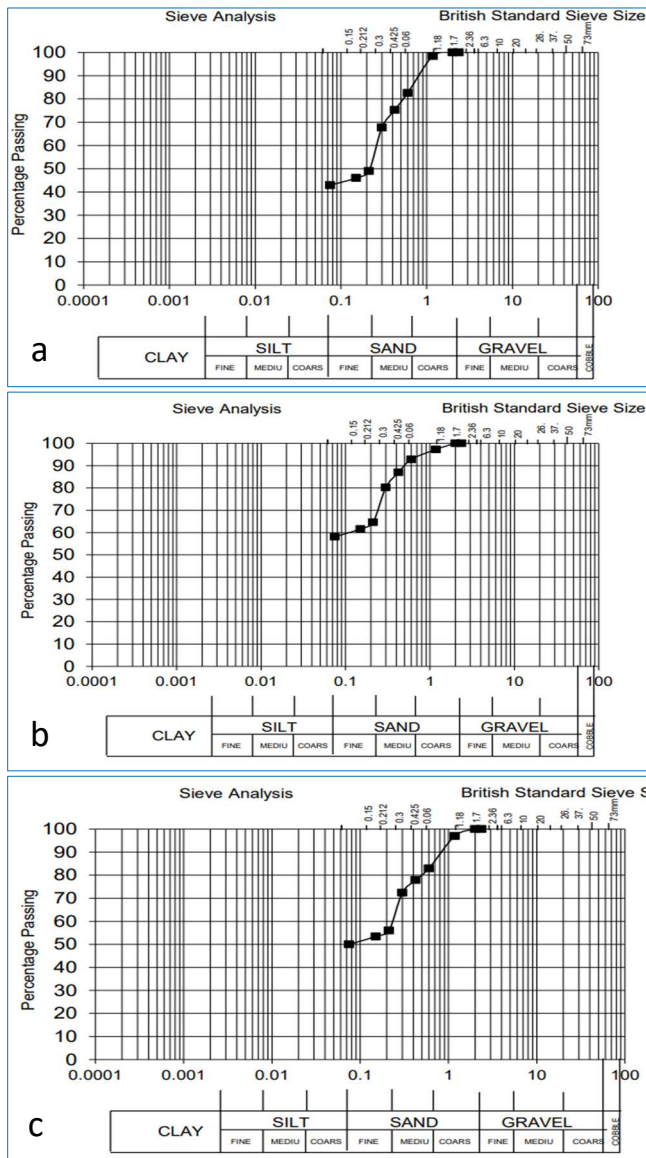 Sieve Analysis British Standard Sieve Size
0.15 0.212 0.3 0.425 0.06 1.18 1.7 2.36 6.3 10 20 26. 37. 50 73mm
Percentage Passing
100
90
80
70
60
50
40
30
20
10
0
0.0001 0.001 0.01 0.1 1 10 100
a
CLAY SILT SAND GRAVEL COBBLE
FINE MEDIU COARS FINE MEDIU COARS FINE MEDIU COARS
Sieve Analysis British Standard Sieve Size
0.15 0.212 0.3 0.425 0.06 1.18 1.7 2.36 6.3 10 20 26. 37. 50 73mm
Percentage Passing
100
90
80
70
60
50
40
30
20
10
0
0.0001 0.001 0.01 0.1 1 10 100
b
CLAY SILT SAND GRAVEL COBBLE
FINE MEDIU COARS FINE MEDIU COARS FINE MEDIU COARS
Sieve Analysis British Standard Sieve S
0.15 0.212 0.3 0.425 0.06 1.18 1.7 2.36 6.3 10 20 26. 37. 50 73mm
Percentage Passing
100
90
80
70
60
50
40
30
20
10
0
0.0001 0.001 0.01 0.1 1 10 100
c
CLAY SILT SAND GRAVEL COBBLE
FINE MEDIU COARS FINE MEDIU COARS FINE MEDIU COARS